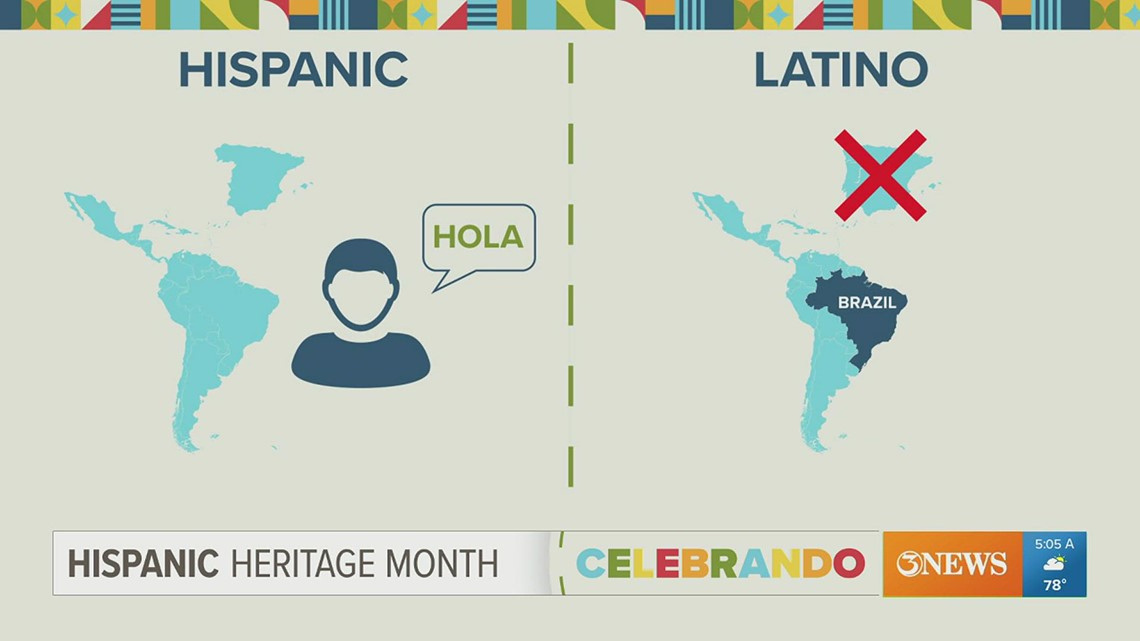 HISPANIC
LATINO
HOLA
BRAZIL
HISPANIC HERITAGE MONTH
CELEBRANDO
3NEWS
5:05 A
78°